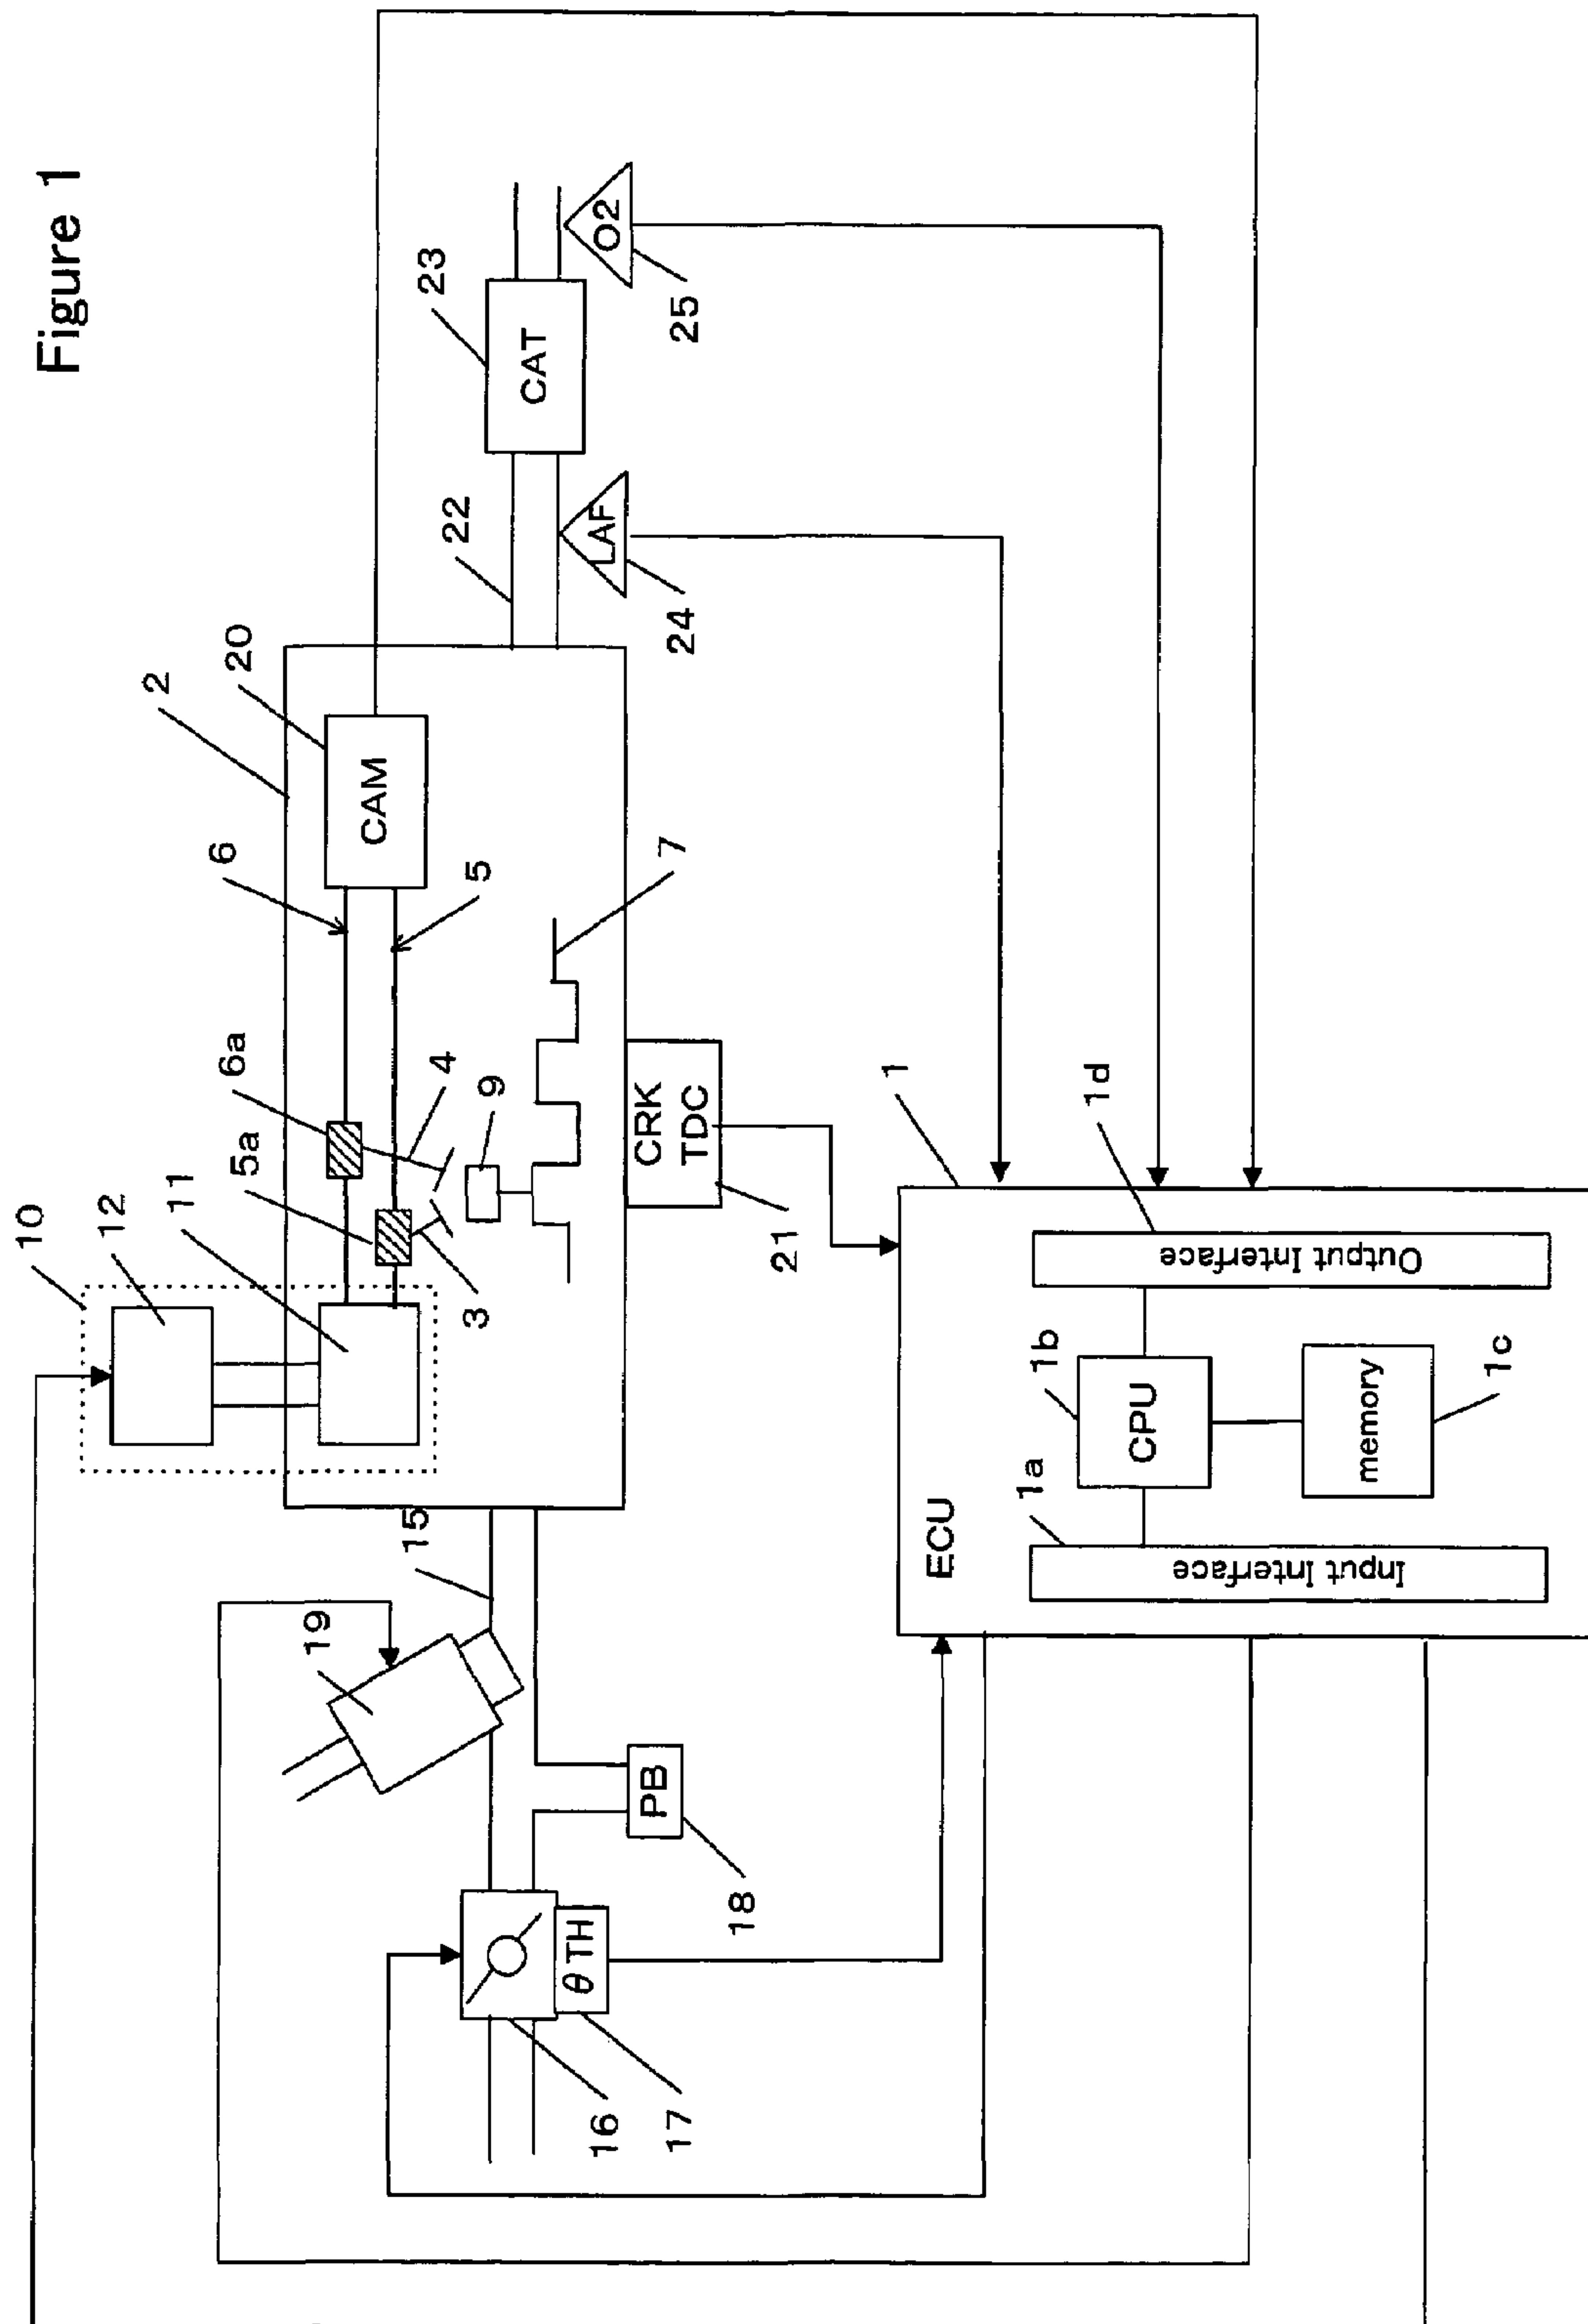 Figure 1
10
12
11
5a
6a
4
9
3
6
5
2
20
CAM
7
22
23
CAT
LAF
24
O2
25
CRK
TDC
21
15
19
PB
18
θTH
17
16
1
ECU
1a
Input Interface
1b
CPU
memory
1c
1d
Output Interface